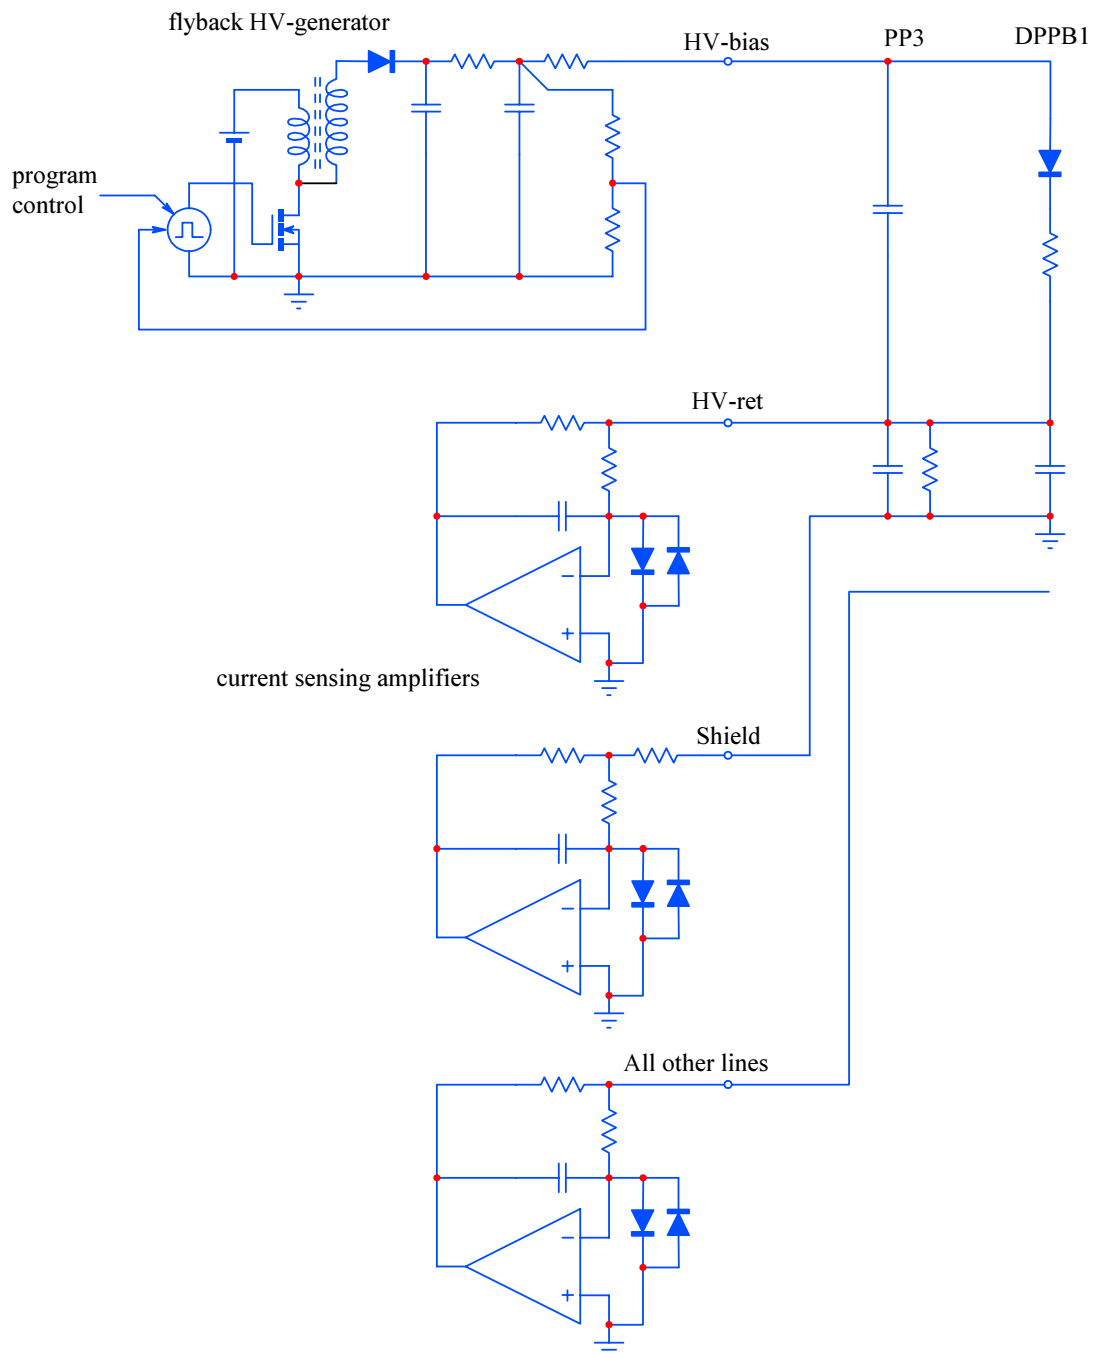 flyback HV-generator
HV-bias
PP3
DPPB1
program
control
HV-ret
−
+
current sensing amplifiers
Shield
−
+
All other lines
−
+